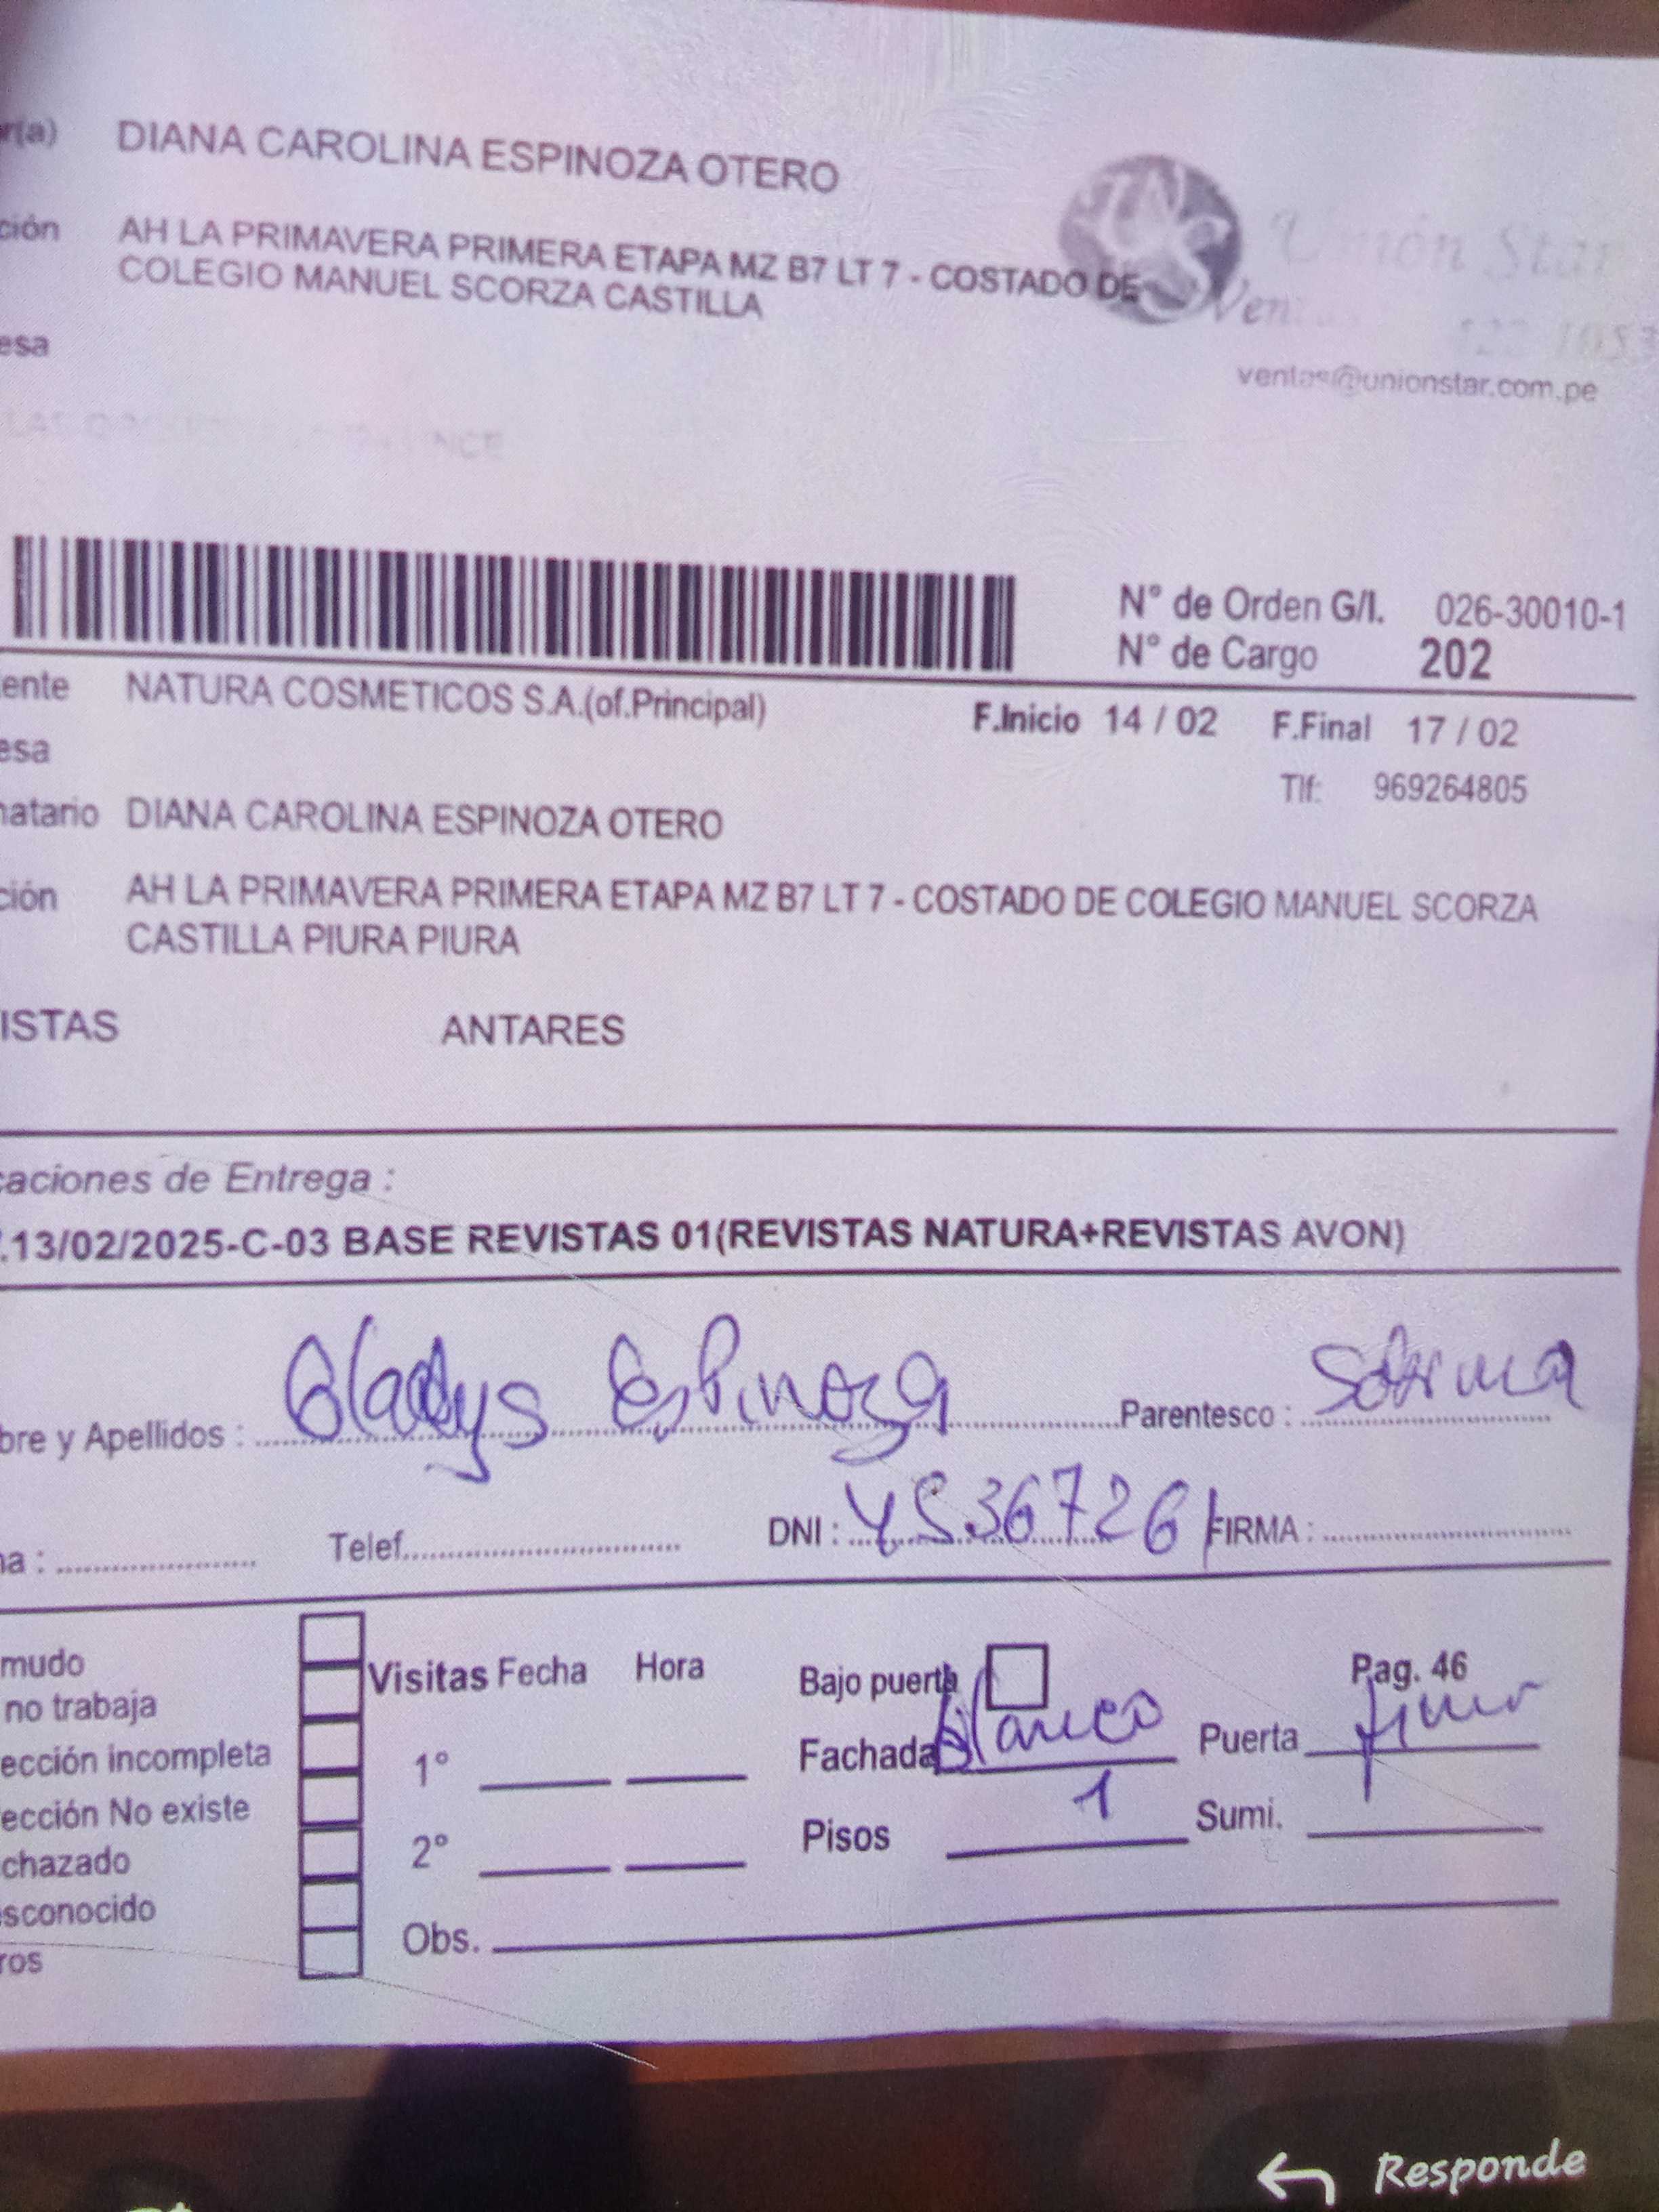 r(a) DIANA CAROLINA ESPINOZA OTERO
ción AH LA PRIMAVERA PRIMERA ETAPA MZ B7 LT 7 - COSTADO DE
COLEGIO MANUEL SCORZA CASTILLA
Unión Star
esa
ventas@unionstar.com.pe
N° de Orden G/I. 026-30010-1
N° de Cargo 202
ente NATURA COSMETICOS S.A.(of.Principal) F.Inicio 14 / 02 F.Final 17 / 02
esa
Tlf: 969264805
natario DIANA CAROLINA ESPINOZA OTERO
ción AH LA PRIMAVERA PRIMERA ETAPA MZ B7 LT 7 - COSTADO DE COLEGIO MANUEL SCORZA
CASTILLA PIURA PIURA
ISTAS ANTARES
caciones de Entrega :
.13/02/2025-C-03 BASE REVISTAS 01(REVISTAS NATURA+REVISTAS AVON)
bre y Apellidos : Gladys Espinoza Parentesco : Sobrina
na : Telef. DNI : 45367261 FIRMA :
mudo
no trabaja
ección incompleta
ección No existe
chazado
sconocido
ros
Visitas Fecha Hora
1°
2°
Obs.
Bajo puerta Pag. 46
Fachada Blanco Puerta
Pisos 1 Sumi.
Responde